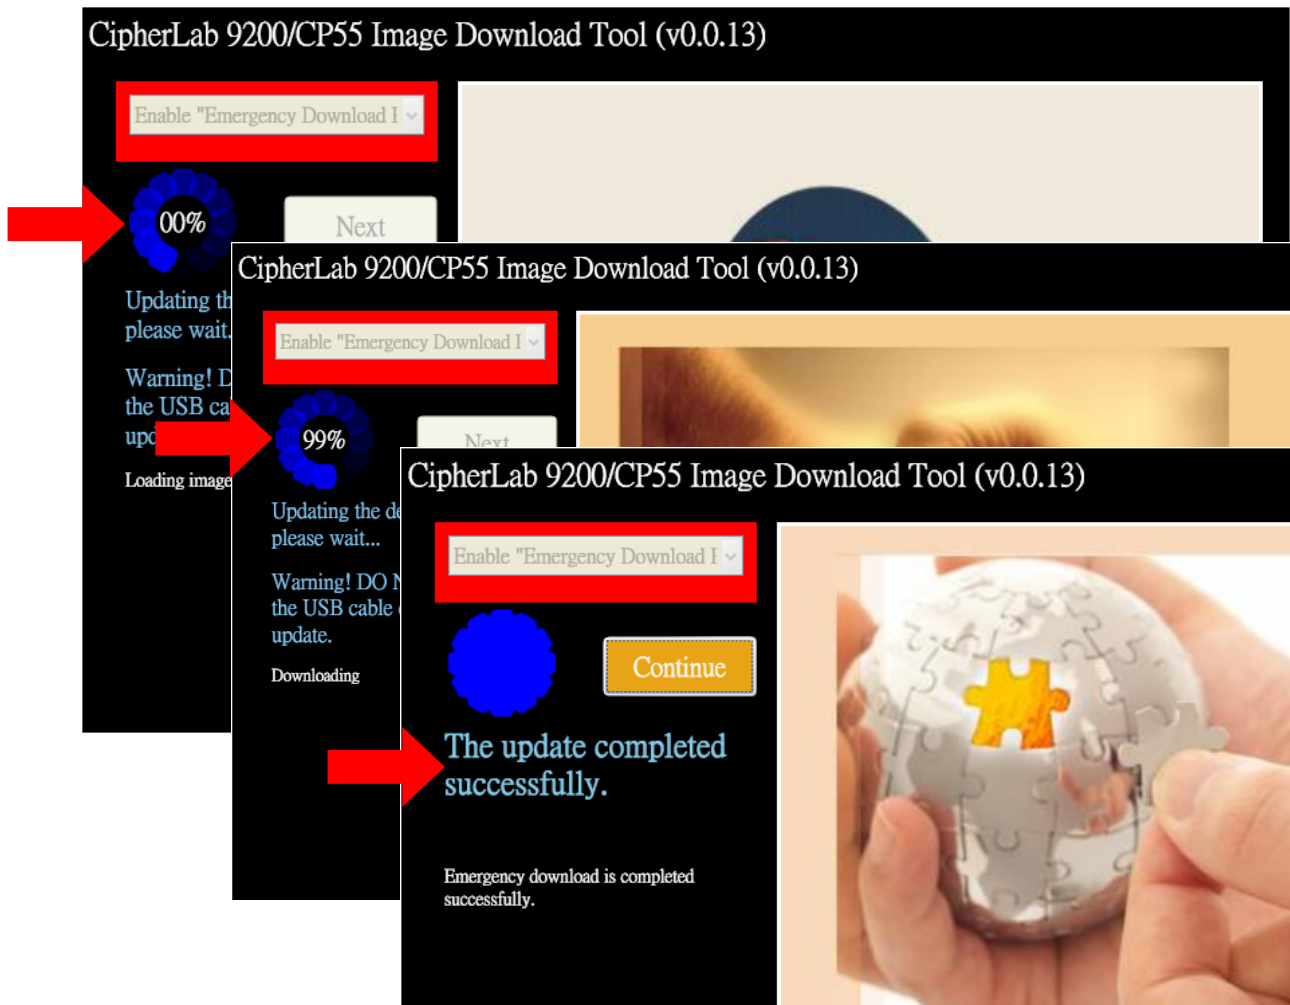 CipherLab 9200/CP55 Image Download Tool (v0.0.13)
Enable "Emergency Download
00%
Next
Updating th
please wait.
Warning! D
the USB ca
upd
Loading image
CipherLab 9200/CP55 Image Download Tool (v0.0.13)
Enable "Emergency Download
99%
Next
Updating the de
please wait...
Warning! DO N
the USB cable
update.
Downloading
CipherLab 9200/CP55 Image Download Tool (v0.0.13)
Enable "Emergency Download
Continue
The update completed
successfully.
Emergency download is completed
successfully.